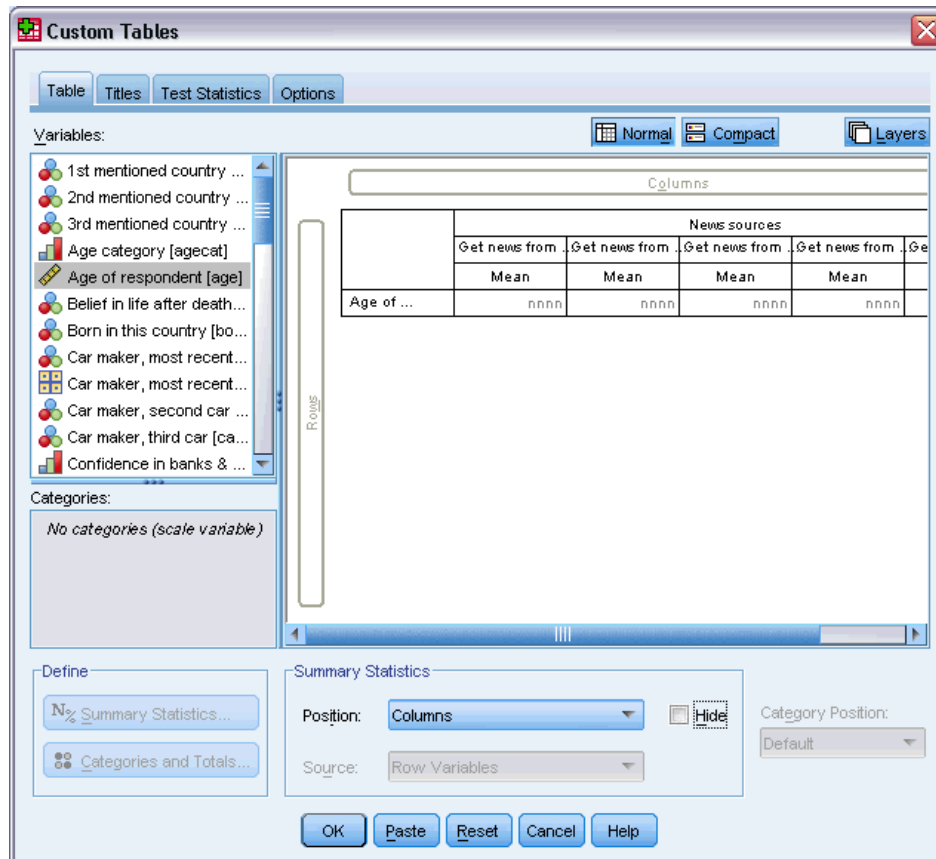 Custom Tables
Table Titles Test Statistics Options
Variables:
Normal Compact Layers
1st mentioned country ...
2nd mentioned country ...
3rd mentioned country ...
Age category [agecat]
Age of respondent [age]
Belief in life after death...
Born in this country [bo...
Car maker, most recent...
Car maker, most recent...
Car maker, second car ...
Car maker, third car [ca...
Confidence in banks & ...
Columns
Rows
News sources
Get news from .. Get news from .. Get news from .. Get news from .. Ge
Mean Mean Mean Mean
Age of ... nnnn nnnn nnnn nnnn
Categories:
No categories (scale variable)
Define
N% Summary Statistics...
Categories and Totals...
Summary Statistics
Position: Columns Hide
Source: Row Variables
Category Position:
Default
OK Paste Reset Cancel Help